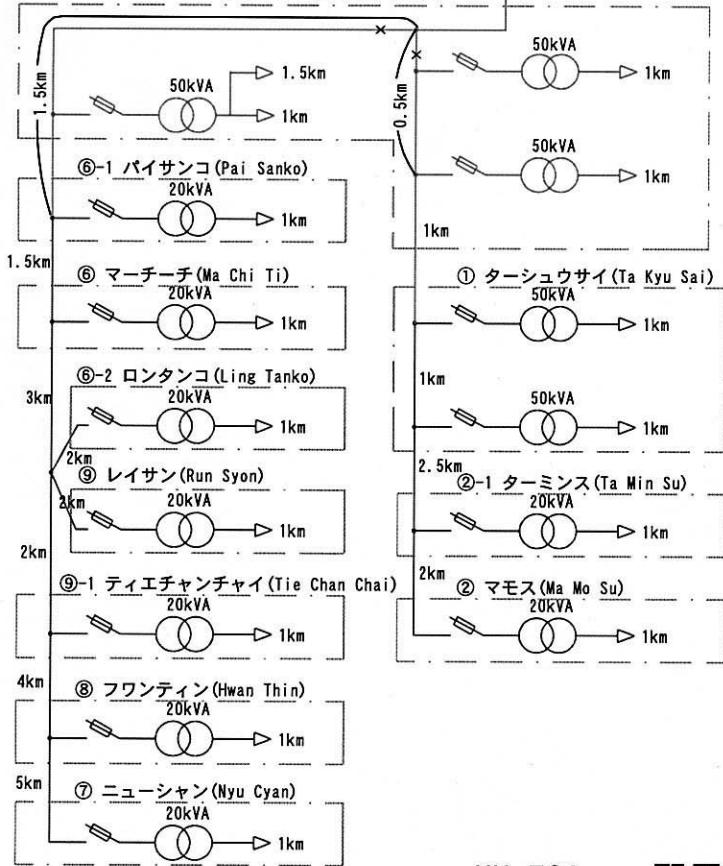 50kVA
1.5km
1km
1.5km
⑥-1 パイサンコ(Pai Sanko)
20kVA
1km
1.5km
⑥ マーチーチ(Ma Chi Ti)
20kVA
1km
3km
⑥-2 ロンタンコ(Ling Tanko)
20kVA
1km
2km
⑨ レイサン(Run Syon)
2km
20kVA
1km
2km
⑨-1 ティエチャンチャイ(Tie Chan Chai)
20kVA
1km
4km
⑧ フワンティン(Hwan Thin)
20kVA
1km
5km
⑦ ニューシャン(Nyu Cyan)
20kVA
1km
50kVA
1km
0.5km
50kVA
1km
1km
① ターシュウサイ(Ta Kyu Sai)
50kVA
1km
1km
50kVA
1km
2.5km
②-1 ターミンス(Ta Min Su)
20kVA
1km
2km
② マモス(Ma Mo Su)
20kVA
1km